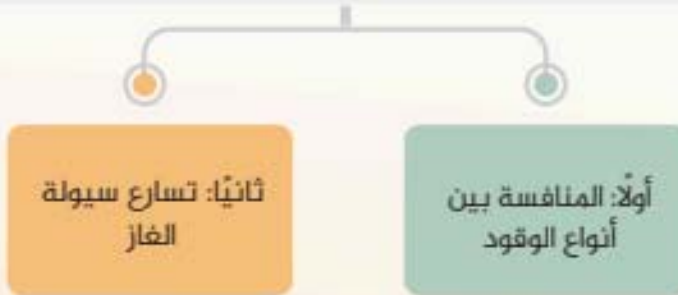 أولًا: المنافسة بين
أنواع الوقود
ثانيًا: تسارع سيولة
الغاز